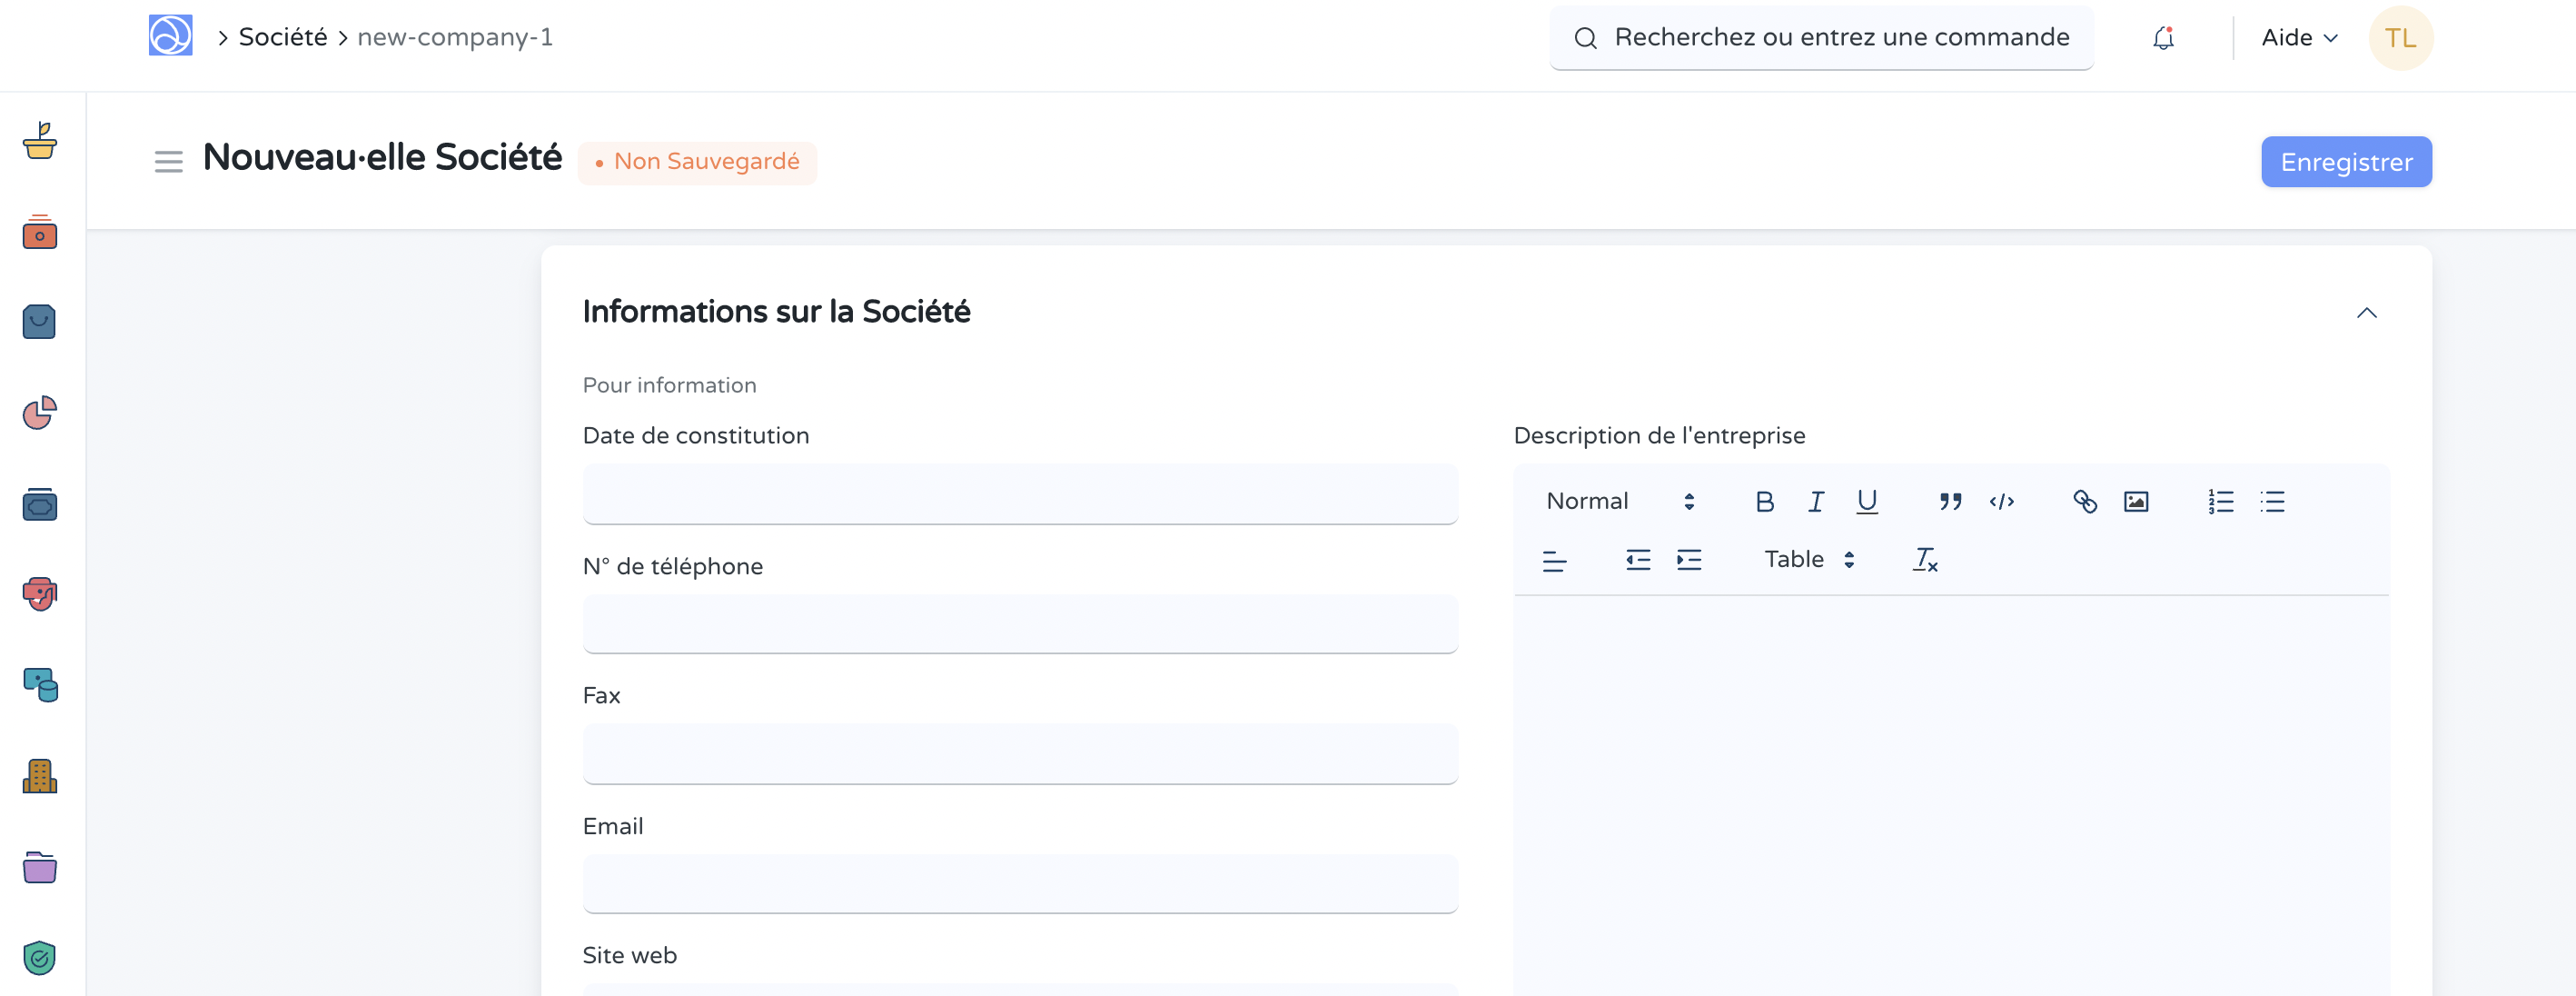 Société
new-company-1
Recherchez ou entrez une commande
Aide
TL
Nouveau·elle Société
Non Sauvegardé
Enregistrer
Informations sur la Société
Pour information
Date de constitution
N° de téléphone
Fax
Email
Site web
Description de l'entreprise
Normal
Table